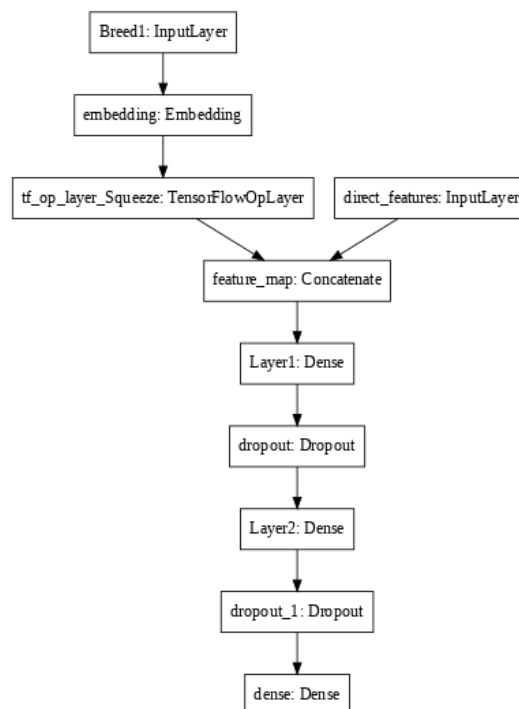 Breed1: InputLayer
embedding: Embedding
tf_op_layer_Squeeze: TensorFlowOpLayer
direct_features: InputLayer
feature_map: Concatenate
Layer1: Dense
dropout: Dropout
Layer2: Dense
dropout_1: Dropout
dense: Dense